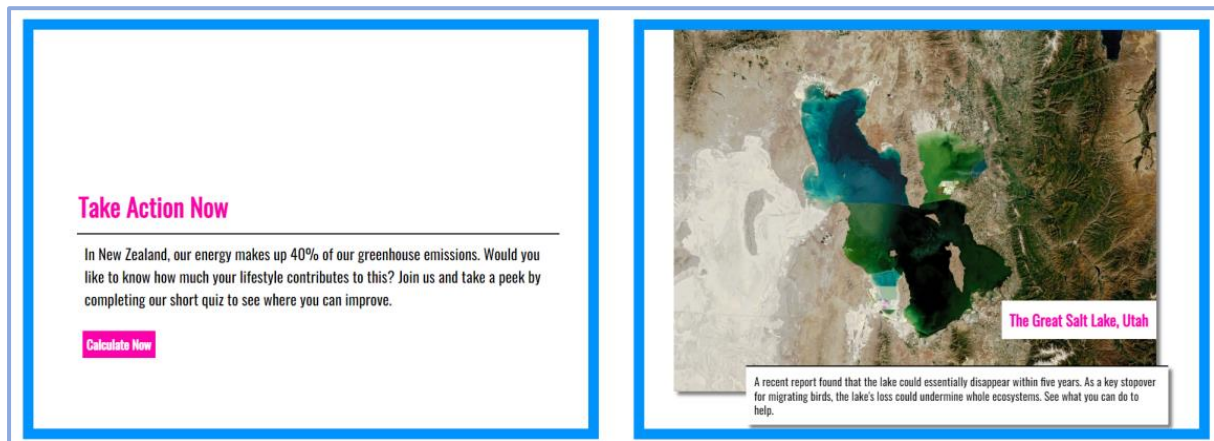 Take Action Now
In New Zealand, our energy makes up 40% of our greenhouse emissions. Would you
like to know how much your lifestyle contributes to this? Join us and take a peek by
completing our short quiz to see where you can improve.
Calculate Now
The Great Salt Lake, Utah
A recent report found that the lake could essentially disappear within five years. As a key stopover
for migrating birds, the lake's loss could undermine whole ecosystems. See what you can do to
help.